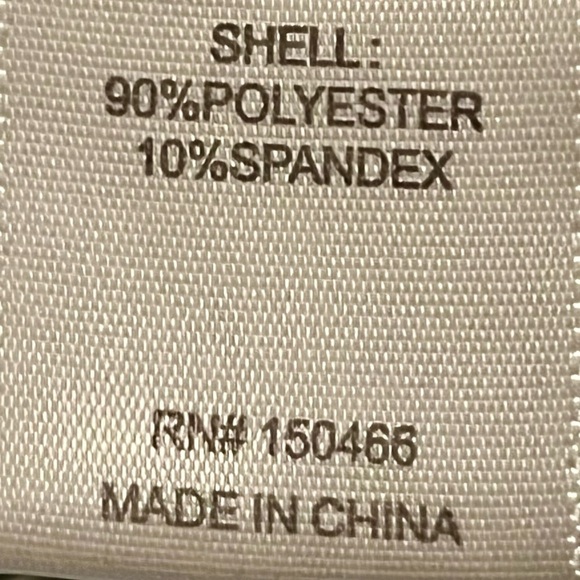 SHELL:
90%POLYESTER
10%SPANDEX
RN# 150466
MADE IN CHINA